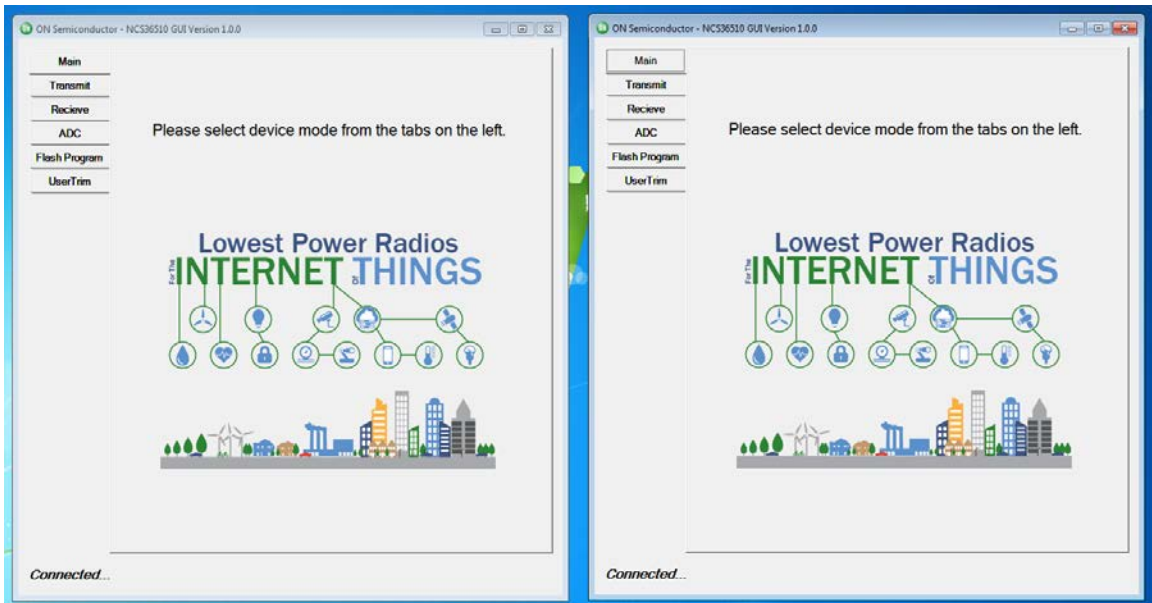 ON Semiconductor - NCS36510 GUI Version 1.0.0
Main
Transmit
Recieve
ADC
Flash Program
UserTrim
Please select device mode from the tabs on the left.
Lowest Power Radios
For The INTERNET Of THINGS
Connected...
ON Semiconductor - NCS36510 GUI Version 1.0.0
Main
Transmit
Recieve
ADC
Flash Program
UserTrim
Please select device mode from the tabs on the left.
Lowest Power Radios
For The INTERNET Of THINGS
Connected...